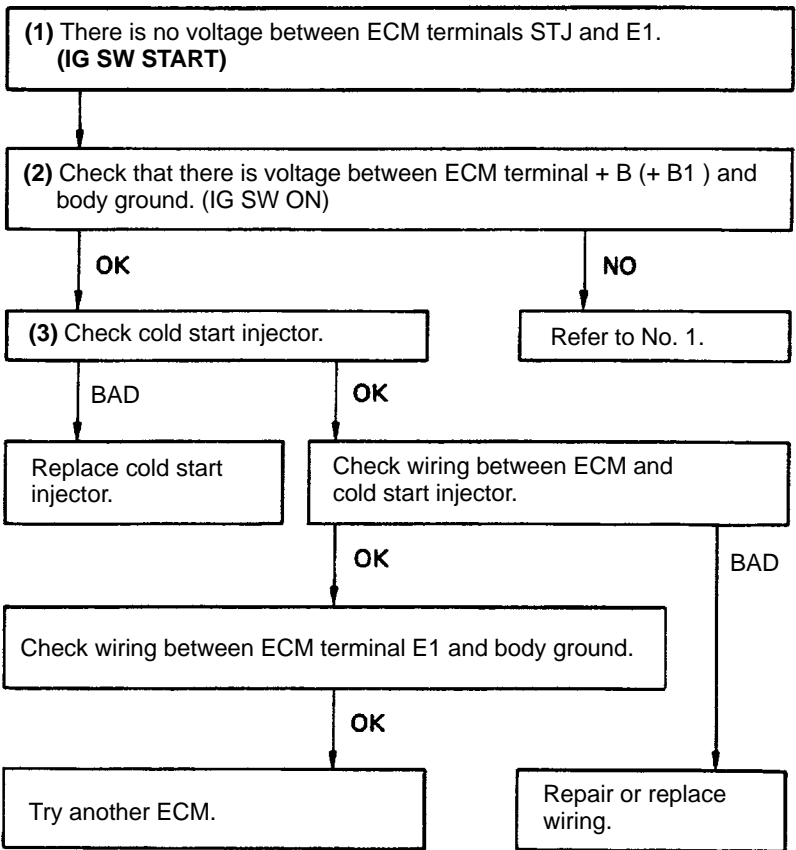 (1) There is no voltage between ECM terminals STJ and E1.
(IG SW START)
(2) Check that there is voltage between ECM terminal + B (+ B1 ) and
body ground. (IG SW ON)
OK
NO
(3) Check cold start injector.
Refer to No. 1.
BAD
OK
Replace cold start
injector.
Check wiring between ECM and
cold start injector.
OK
BAD
Check wiring between ECM terminal E1 and body ground.
OK
Try another ECM.
Repair or replace
wiring.